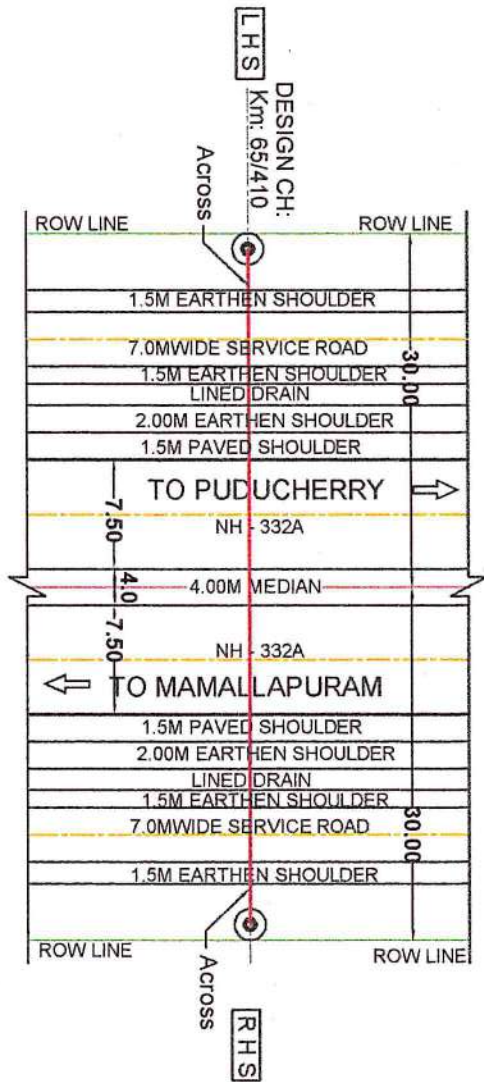 LHS
DESIGN CH:
Km: 65/410
Across
ROW LINE
ROW LINE
1.5M EARTHEN SHOULDER
7.0MWIDE SERVICE ROAD
30.00
1.5M EARTHEN SHOULDER
LINED DRAIN
2.00M EARTHEN SHOULDER
1.5M PAVED SHOULDER
TO PUDUCHERRY
7.50
NH - 332A
4.00M MEDIAN
4.0
NH - 332A
7.50
TO MAMALLAPURAM
1.5M PAVED SHOULDER
2.00M EARTHEN SHOULDER
LINED DRAIN
1.5M EARTHEN SHOULDER
30.00
7.0MWIDE SERVICE ROAD
1.5M EARTHEN SHOULDER
ROW LINE
ROW LINE
Across
RHS